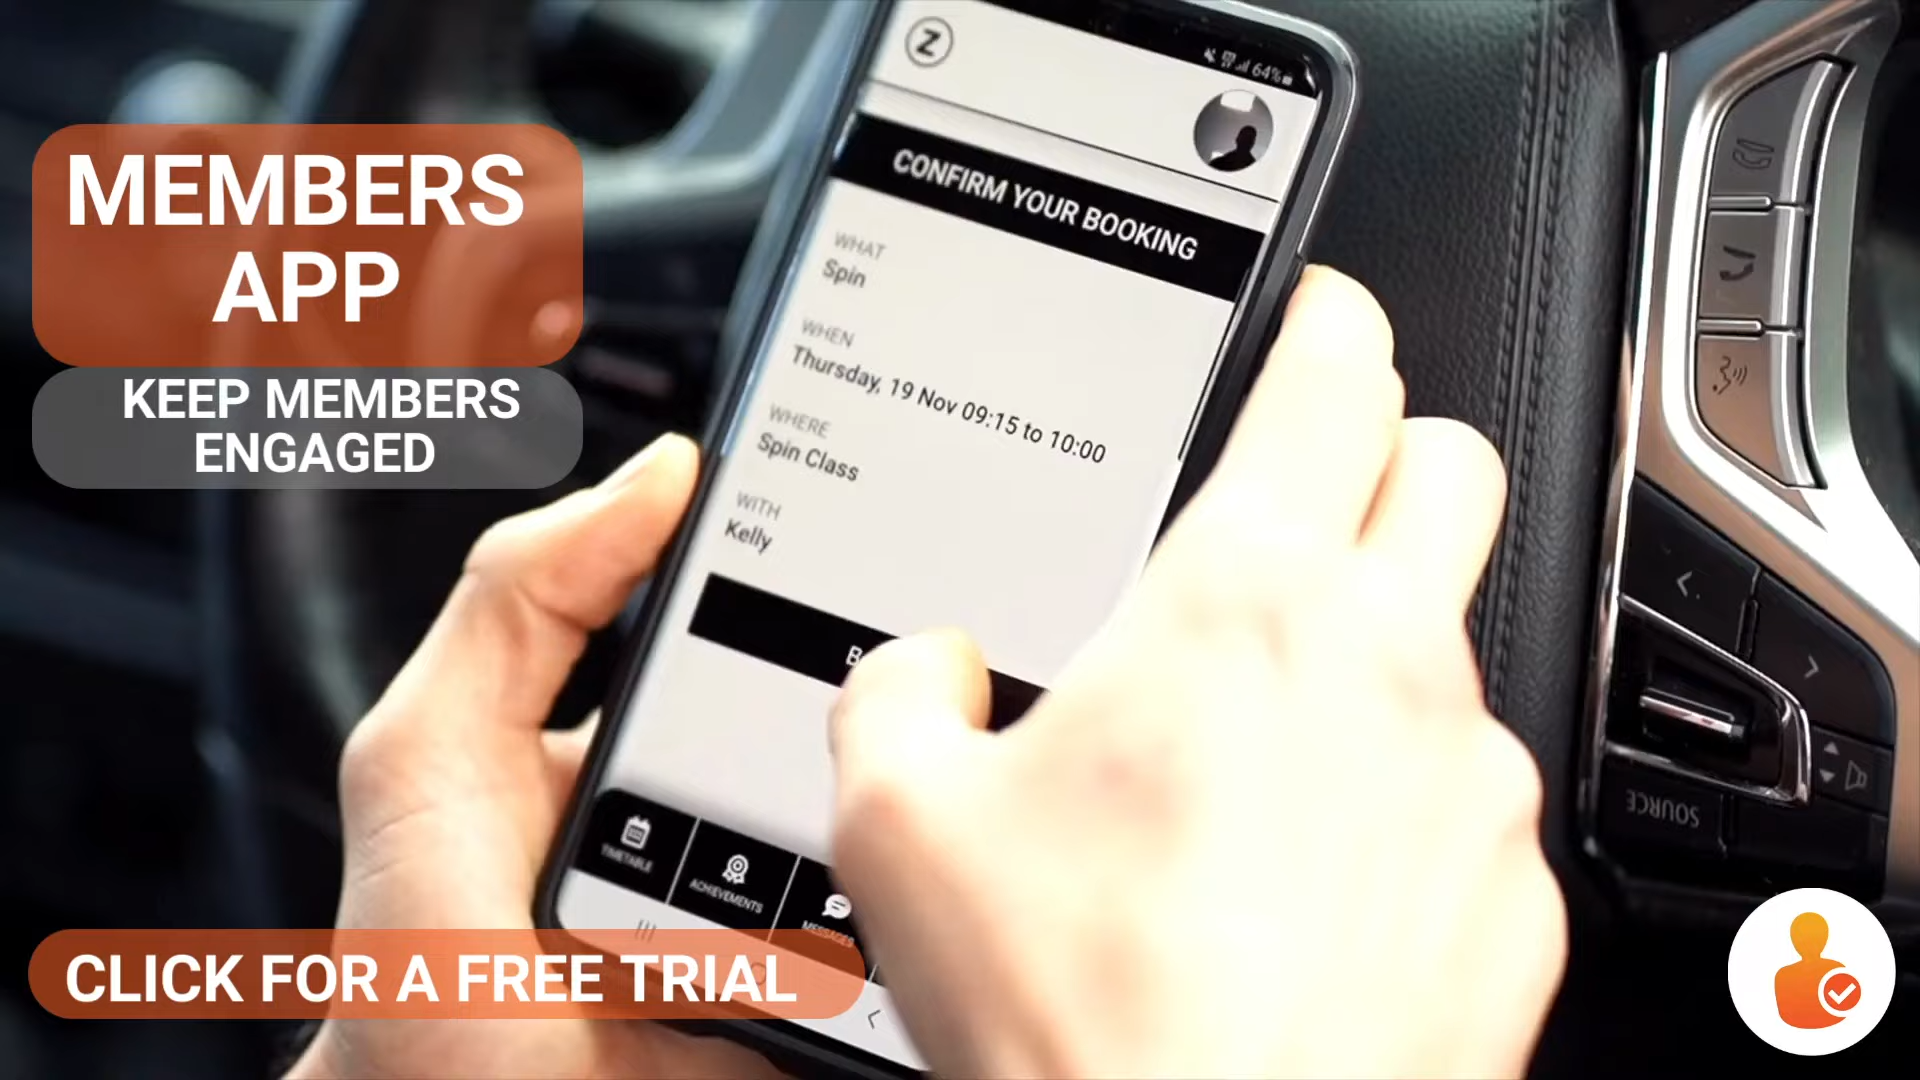 MEMBERS
APP
KEEP MEMBERS
ENGAGED
Z
64%
CONFIRM YOUR BOOKING
WHAT
Spin
WHEN
Thursday, 19 Nov 09:15 to 10:00
WHERE
Spin Class
WITH
Kelly
TIMETABLE
ACHIEVEMENTS
MESSAGES
CLICK FOR A FREE TRIAL
SOURCE